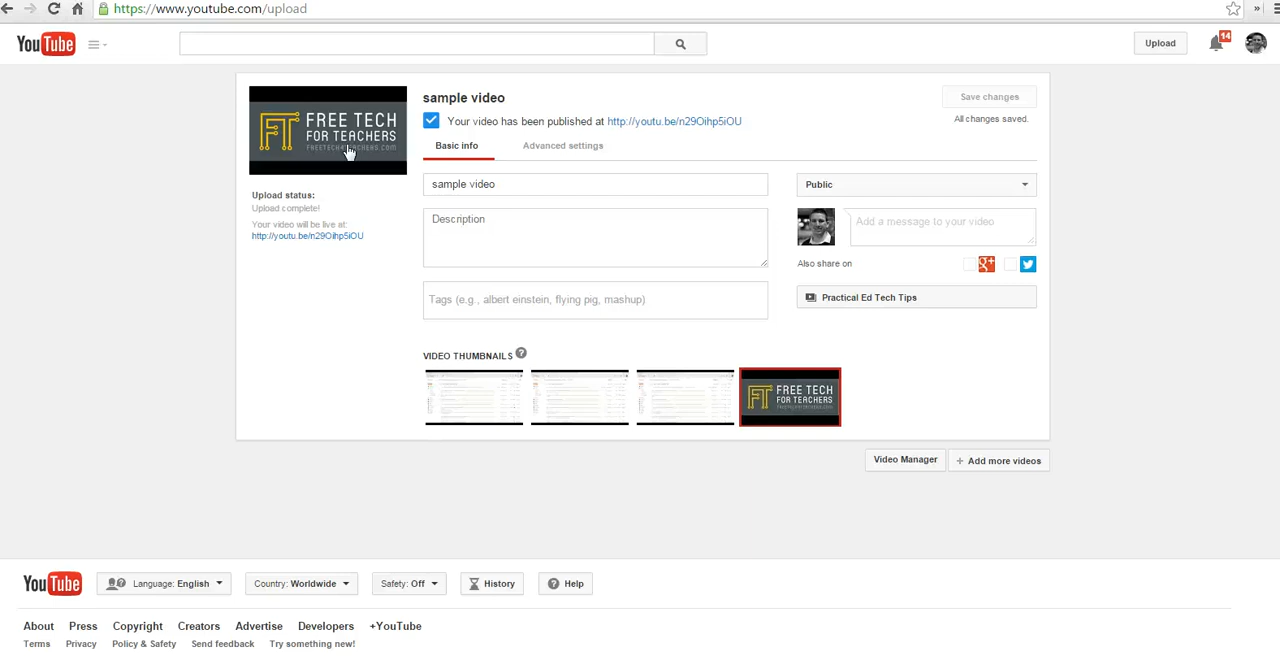 https://www.youtube.com/upload
YouTube
Upload
14
FREE TECH
FOR TEACHERS
FREETECH4TEACHERS.COM
sample video
Save changes
Your video has been published at http://youtu.be/n29Oihp5iOU
All changes saved.
Basic info
Advanced settings
Upload status:
Upload complete!
Your video will be live at:
http://youtu.be/n29Oihp5iOU
sample video
Public
Description
Add a message to your video
Also share on
g+
Tags (e.g., albert einstein, flying pig, mashup)
Practical Ed Tech Tips
VIDEO THUMBNAILS ?
FREE TECH
FOR TEACHERS
Video Manager
+ Add more videos
YouTube
Language: English
Country: Worldwide
Safety: Off
History
Help
About Press Copyright Creators Advertise Developers +YouTube
Terms Privacy Policy & Safety Send feedback Try something new!